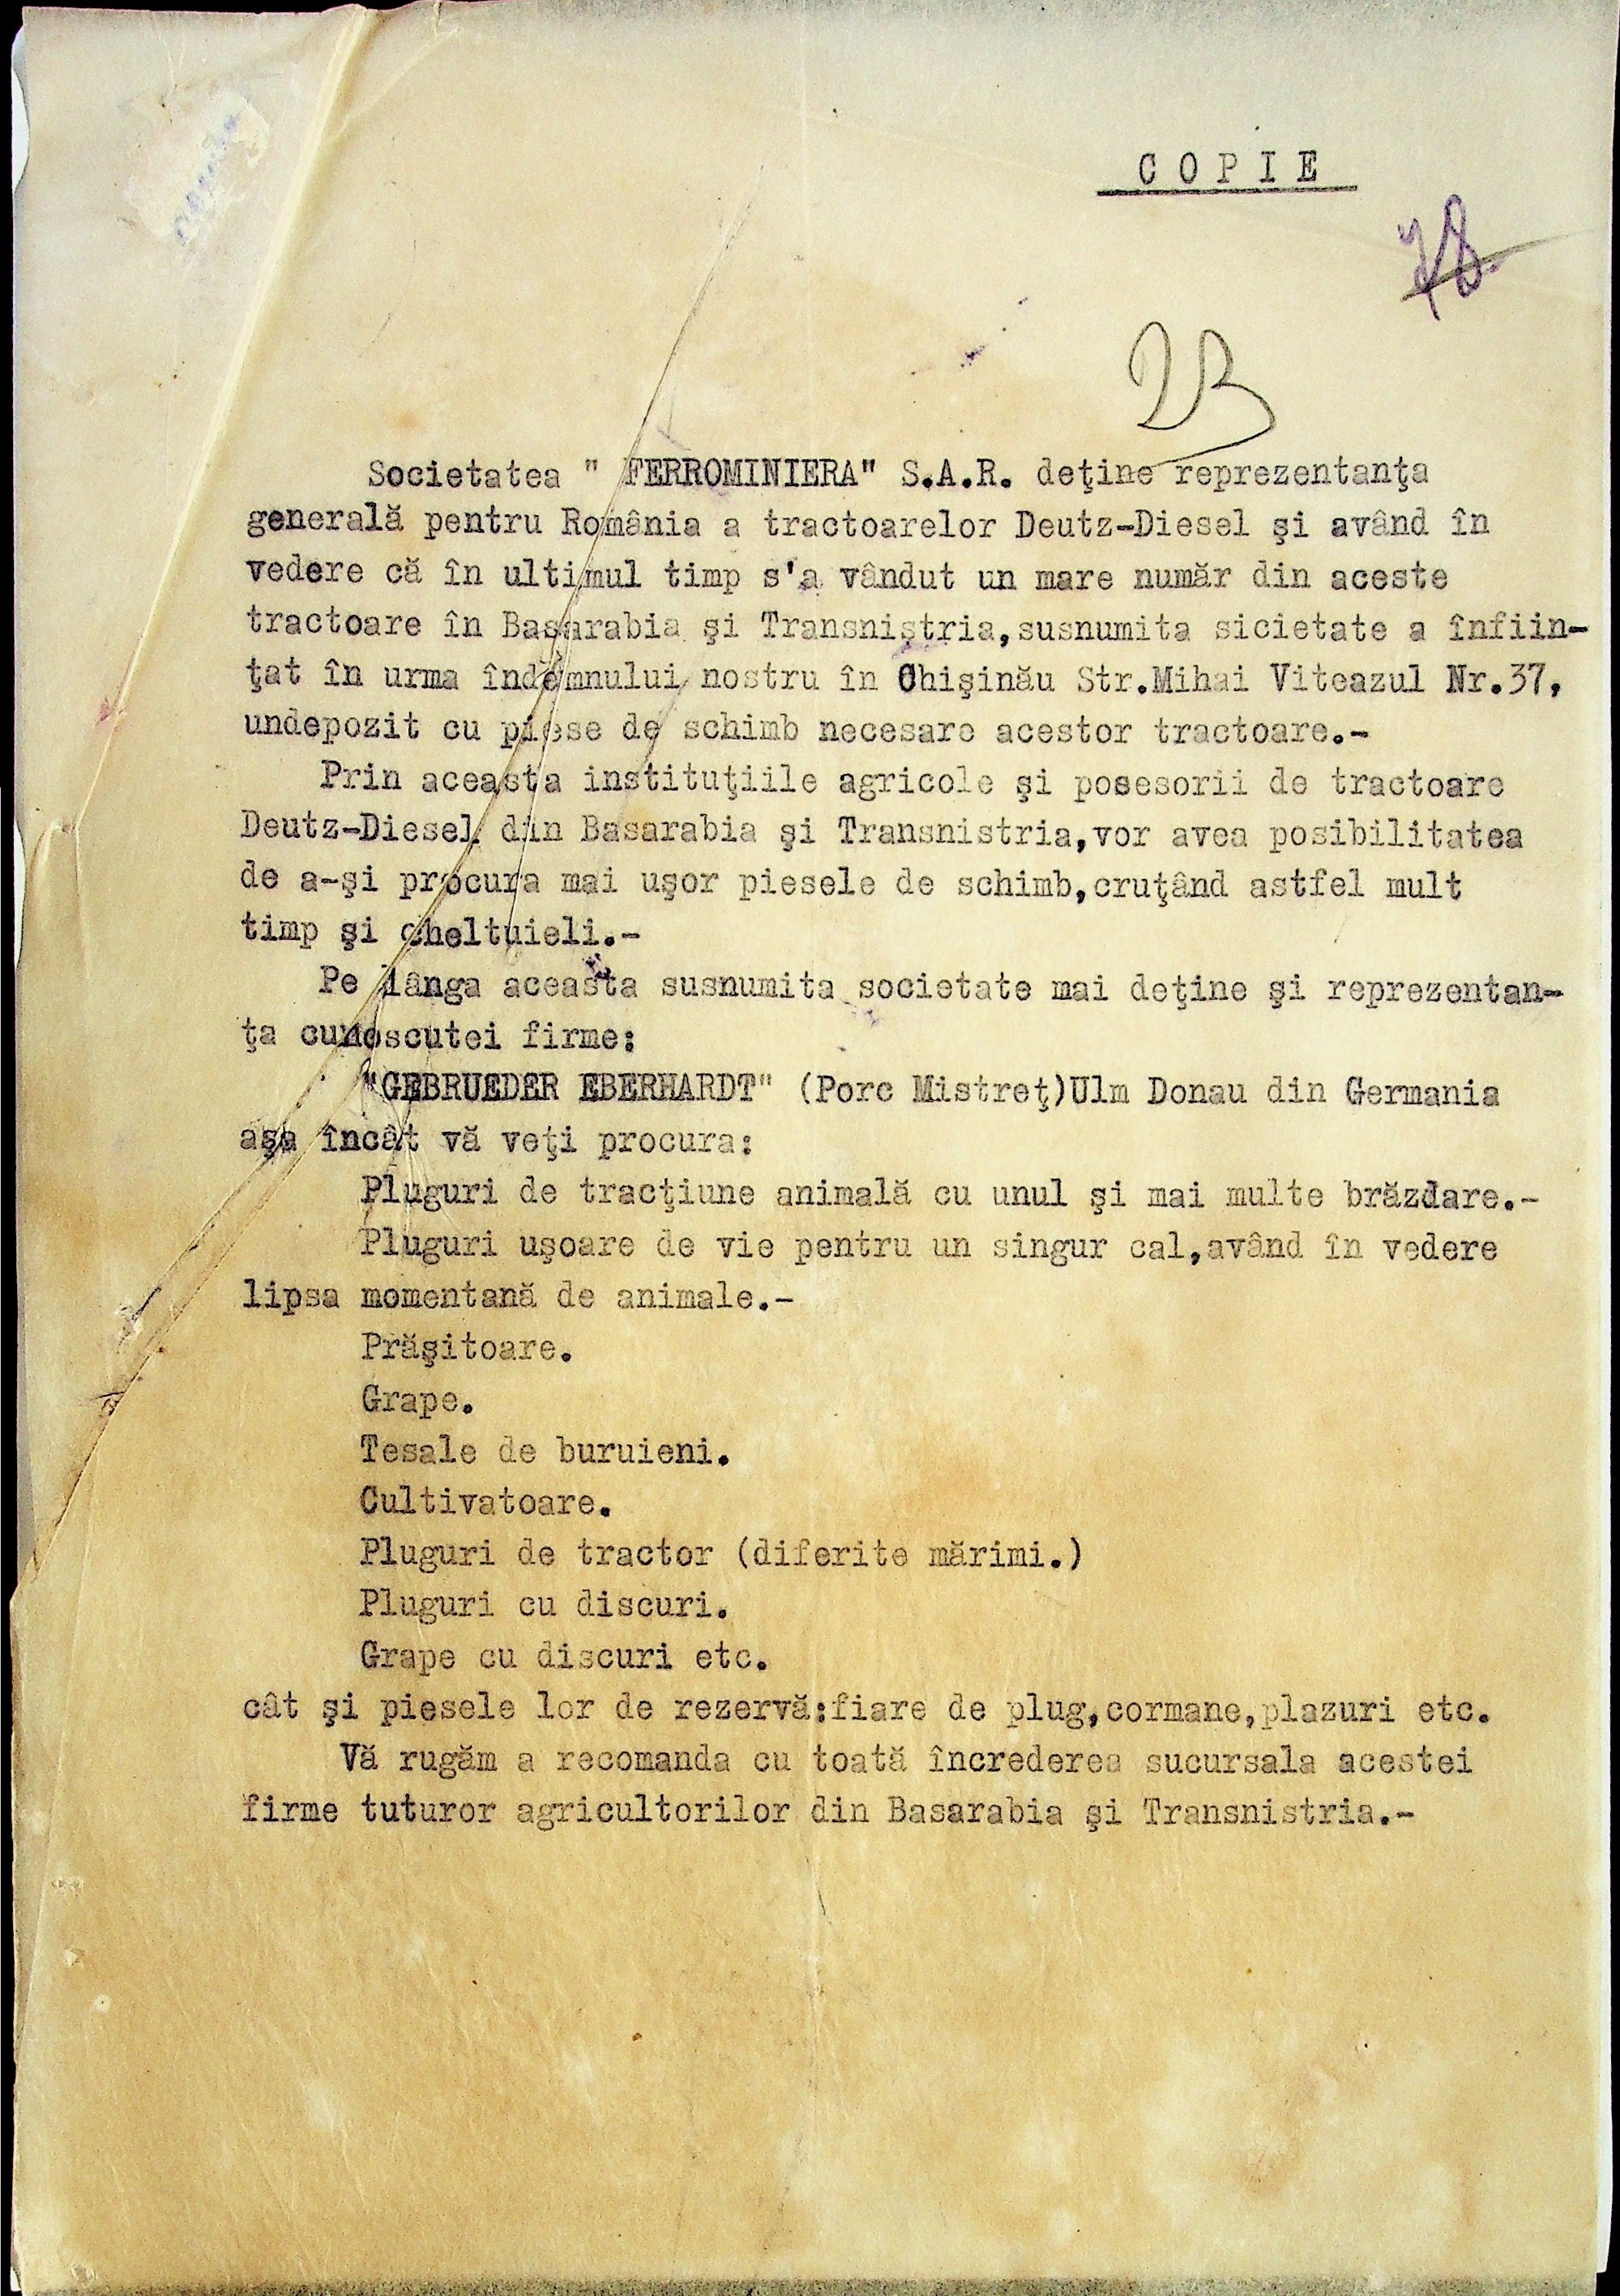 C O P I E
78
23
Societatea " FERROMINIERA" S.A.R. deţine reprezentanţa
generală pentru România a tractoarelor Deutz-Diesel şi având în
vedere că în ultimul timp s'a vândut un mare număr din aceste
tractoare în Basarabia şi Transnistria,susnumita sicietate a înfiin-
ţat în urma îndemnului nostru în Chişinău Str.Mihai Viteazul Nr.37,
undepozit cu piese de schimb necesare acestor tractoare.-
Prin aceasta instituţiile agricole şi posesorii de tractoare
Deutz-Diesel din Basarabia şi Transnistria,vor avea posibilitatea
de a-şi procura mai uşor piesele de schimb,cruţând astfel mult
timp şi cheltuieli.-
Pe lânga aceasta susnumita societate mai deţine şi reprezentan-
ţa cunoscutei firme:
"GEBRUEDER EBERHARDT" (Porc Mistreţ)Ulm Donau din Germania
aşa încât vă veţi procura:
Pluguri de tracţiune animală cu unul şi mai multe brăzdare.-
Pluguri uşoare de vie pentru un singur cal,având în vedere
lipsa momentană de animale.-
Prăşitoare.
Grape.
Tesale de buruieni.
Cultivatoare.
Pluguri de tractor (diferite mărimi.)
Pluguri cu discuri.
Grape cu discuri etc.
cât şi piesele lor de rezervă:fiare de plug,cormane,plazuri etc.
Vă rugăm a recomanda cu toată încrederea sucursala acestei
firme tuturor agricultorilor din Basarabia şi Transnistria.-